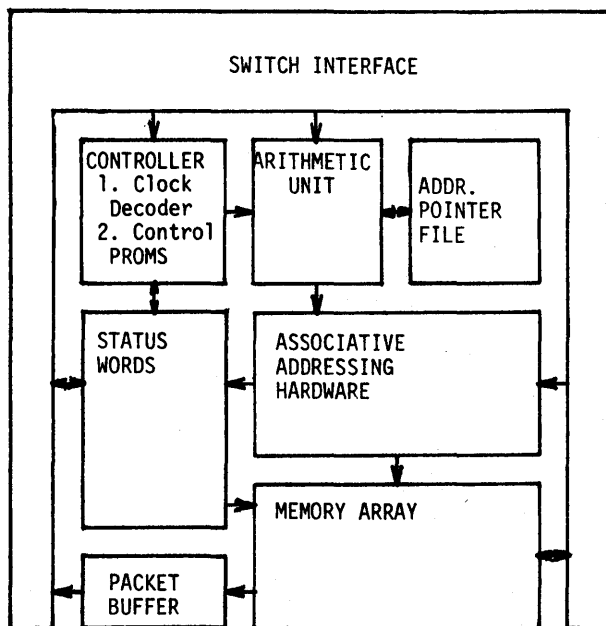 SWITCH INTERFACE
CONTROLLER
1. Clock
Decoder
2. Control
PROMS
ARITHMETIC
UNIT
ADDR.
POINTER
FILE
STATUS
WORDS
ASSOCIATIVE
ADDRESSING
HARDWARE
MEMORY ARRAY
PACKET
BUFFER